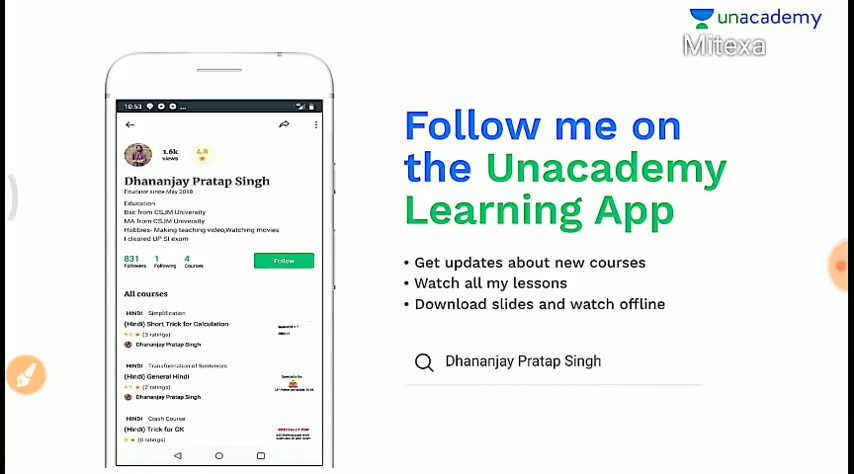 unacademy
Mitexa
10:53
1.6k
views
4.8
Dhananjay Pratap Singh
Educator since May 2018
Education
Bsc from CSJM University
MA from CSJM University
Hobbies- Making teaching video,Watching movies
I cleared UP SI exam
831
Followers
1
Following
4
Courses
Follow
All courses
HINDI Simplification
(Hindi) Short Trick for Calculation
(3 ratings)
Dhananjay Pratap Singh
HINDI Transformation of Sentences
(Hindi) General Hindi
(2 ratings)
Dhananjay Pratap Singh
HINDI Crash Course
(Hindi) Trick for GK
0 (0 ratings)
Follow me on
the Unacademy
Learning App
• Get updates about new courses
• Watch all my lessons
• Download slides and watch offline
Dhananjay Pratap Singh